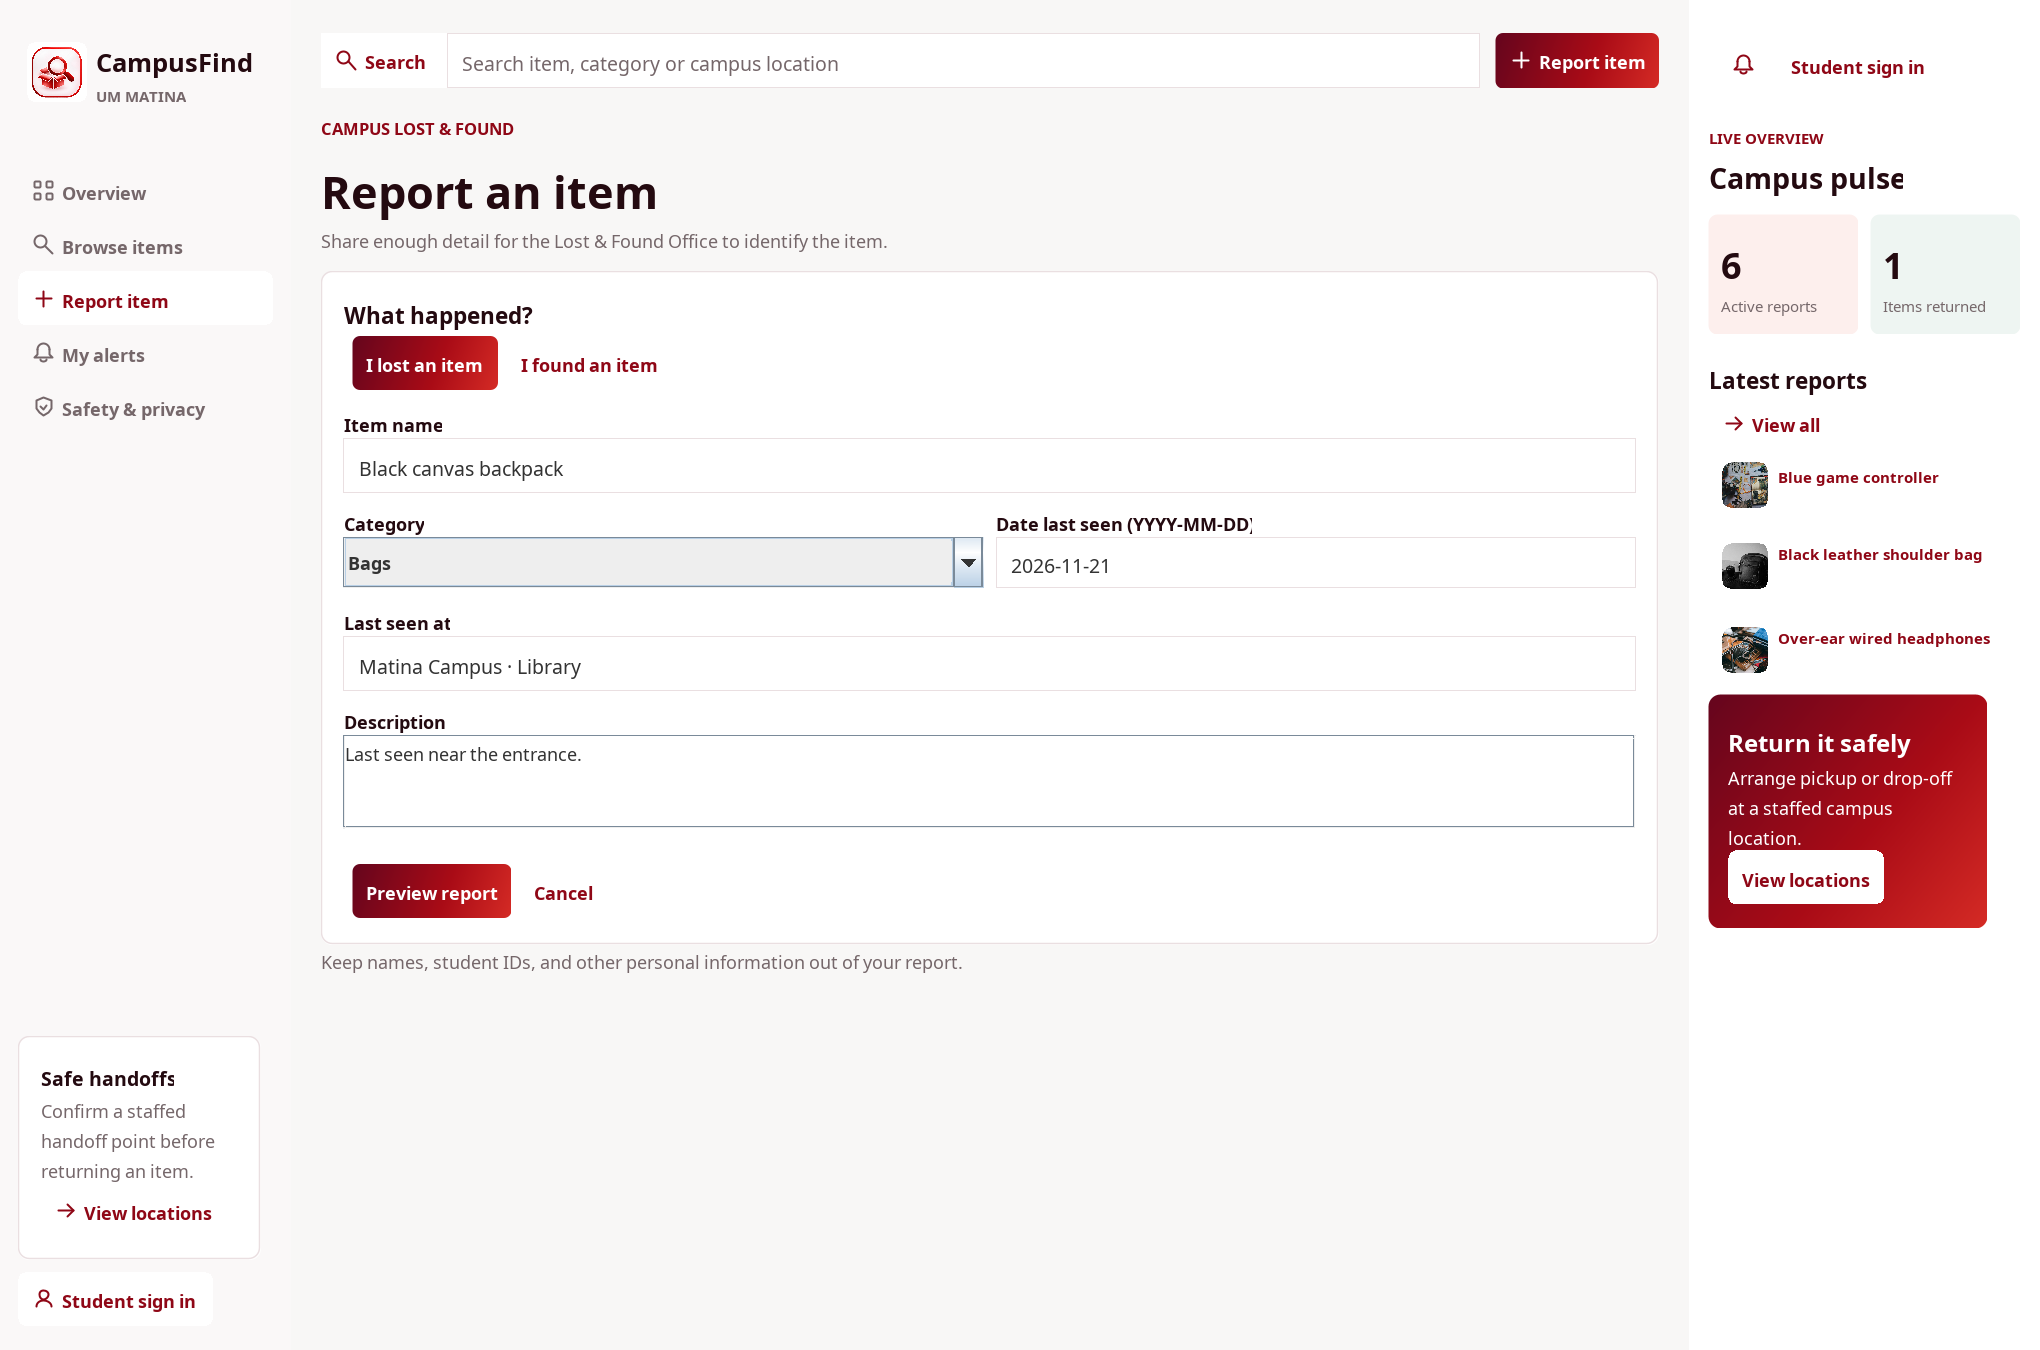 CampusFind
UM MATINA
Overview
Browse items
Report item
My alerts
Safety & privacy
Safe handoffs
Confirm a staffed
handoff point before
returning an item.
View locations
Student sign in
Search
Search item, category or campus location
Report item
CAMPUS LOST & FOUND
Report an item
Share enough detail for the Lost & Found Office to identify the item.
What happened?
I lost an item
I found an item
Item name
Black canvas backpack
Category
Date last seen (YYYY-MM-DD)
Bags
2026-11-21
Last seen at
Matina Campus · Library
Description
Last seen near the entrance.
Preview report
Cancel
Keep names, student IDs, and other personal information out of your report.
Student sign in
LIVE OVERVIEW
Campus pulse
6
Active reports
1
Items returned
Latest reports
View all
Blue game controller
Black leather shoulder bag
Over-ear wired headphones
Return it safely
Arrange pickup or drop-off
at a staffed campus
location.
View locations